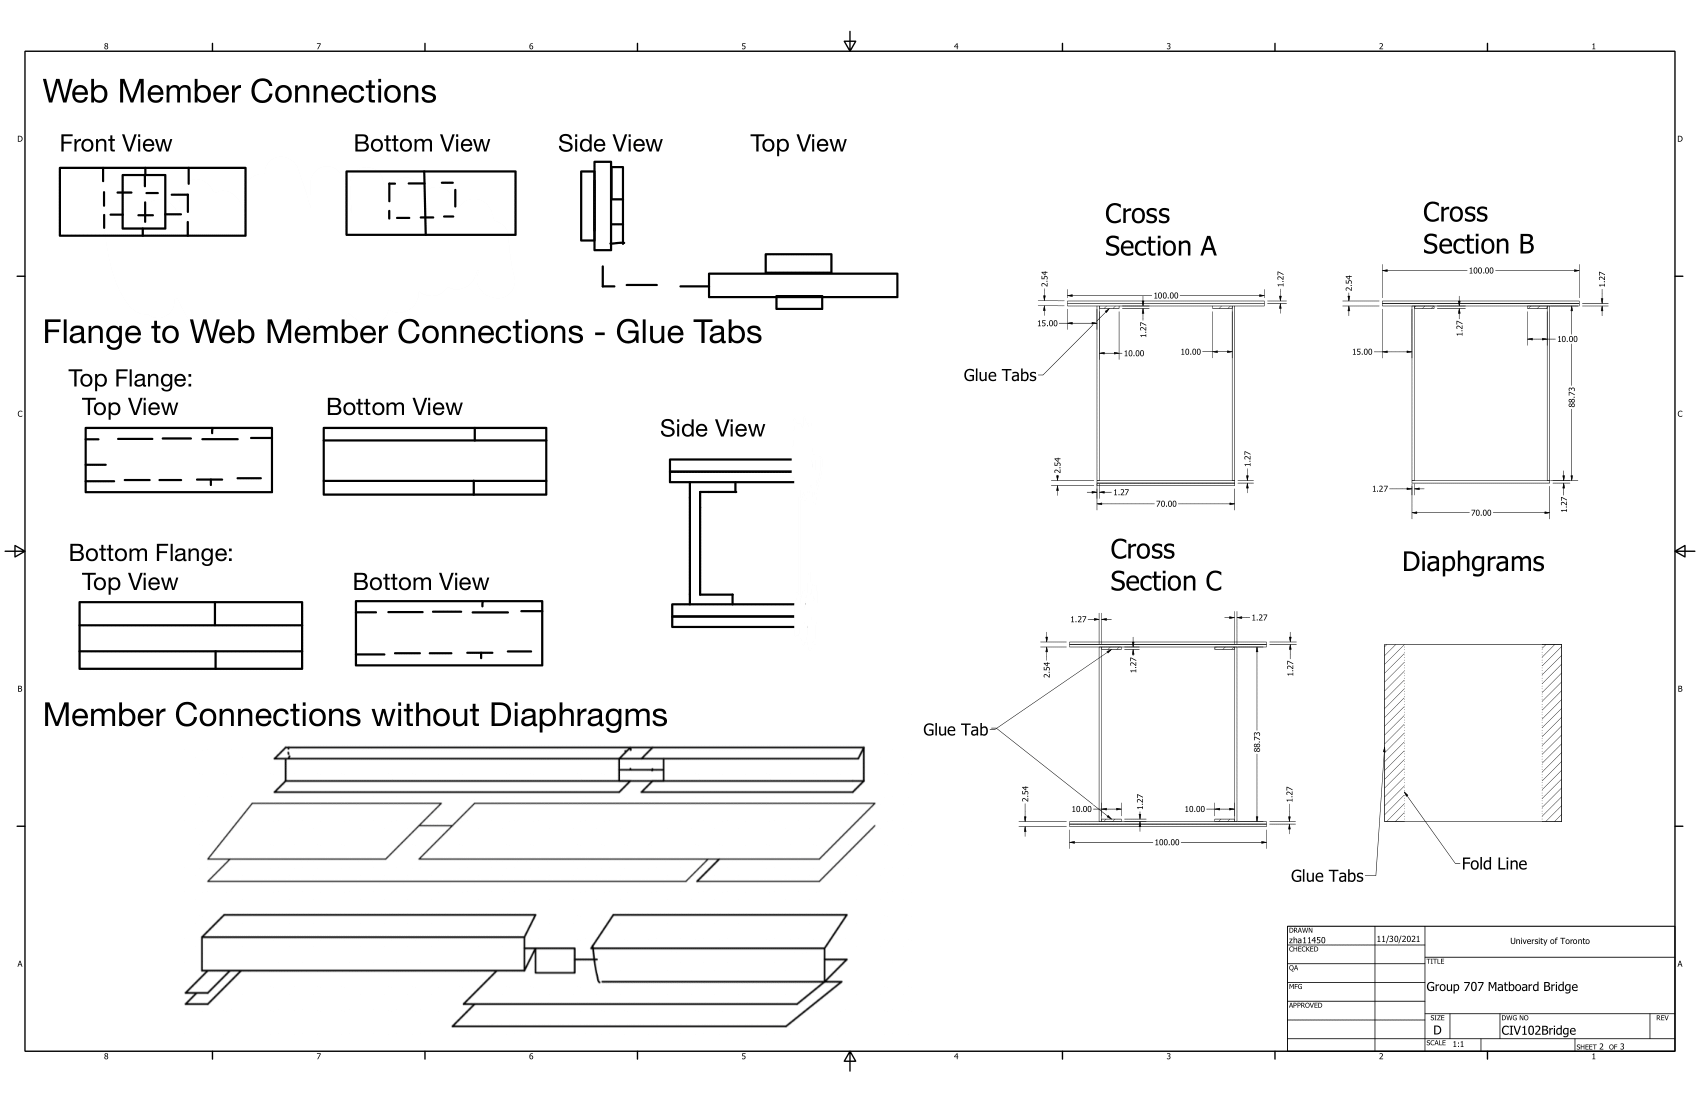 8 7 6 5 4 3 2 1
D D
C C
B B
A A
Web Member Connections
Front View
Bottom View
Side View
Top View
Flange to Web Member Connections - Glue Tabs
Top Flange:
Top View
Bottom View
Side View
Bottom Flange:
Top View
Bottom View
Member Connections without Diaphragms
Cross
Section A
2.54
100.00
1.27
15.00
1.27
10.00
10.00
Glue Tabs
2.54
1.27
1.27
70.00
Cross
Section B
2.54
100.00
1.27
1.27
15.00
10.00
88.73
1.27
1.27
70.00
Cross
Section C
1.27
1.27
2.54
1.27
1.27
Glue Tab
88.73
2.54
10.00
1.27
10.00
1.27
100.00
Diaphgrams
Glue Tabs
Fold Line
DRAWN
zha11450
11/30/2021
CHECKED
QA
MFG
APPROVED
University of Toronto
TITLE
Group 707 Matboard Bridge
SIZE
D
DWG NO
CIV102Bridge
REV
SCALE 1:1
SHEET 2 OF 3
8 7 6 5 4 3 2 1